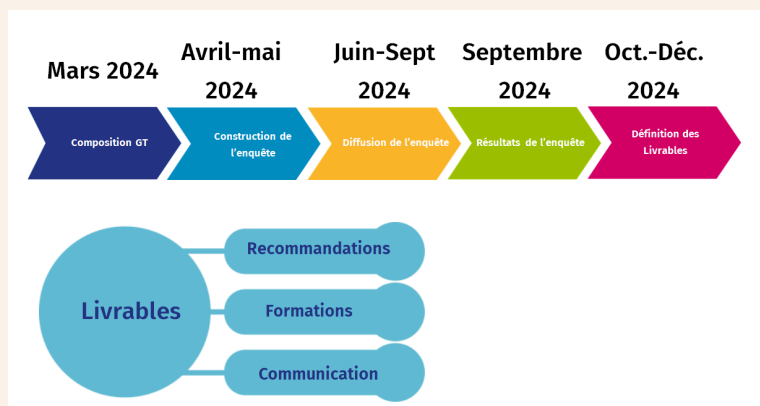 Mars 2024
Avril-mai
2024
Juin-Sept
2024
Septembre
2024
Oct.-Déc.
2024
Composition GT
Construction de
l'enquête
Diffusion de l'enquête
Résultats de l'enquête
Définition des
Livrables
Livrables
Recommandations
Formations
Communication